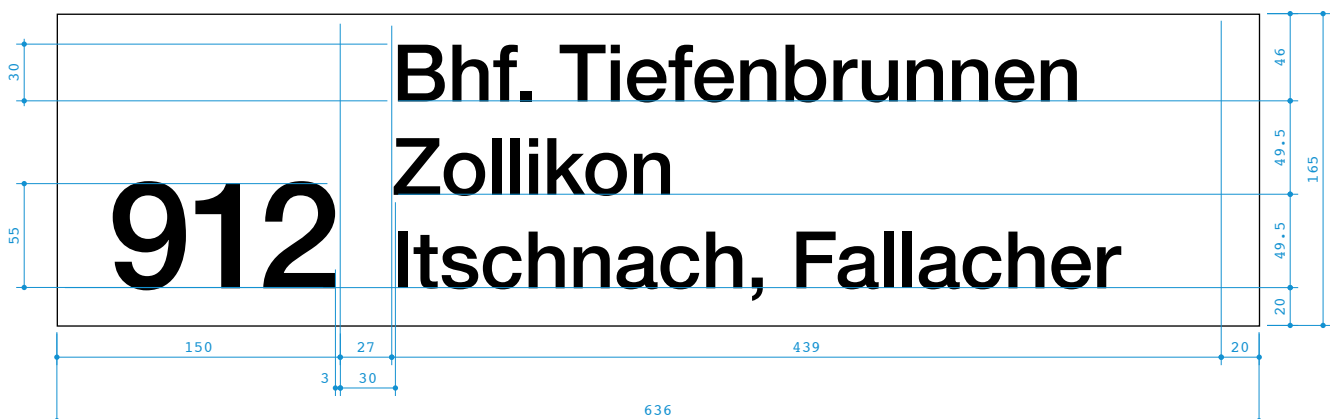 Bhf. Tiefenbrunnen
Zollikon
912 Itschnach, Fallacher
30
55
46
49.5
49.5
20
165
150 27 439 20
3 30
636